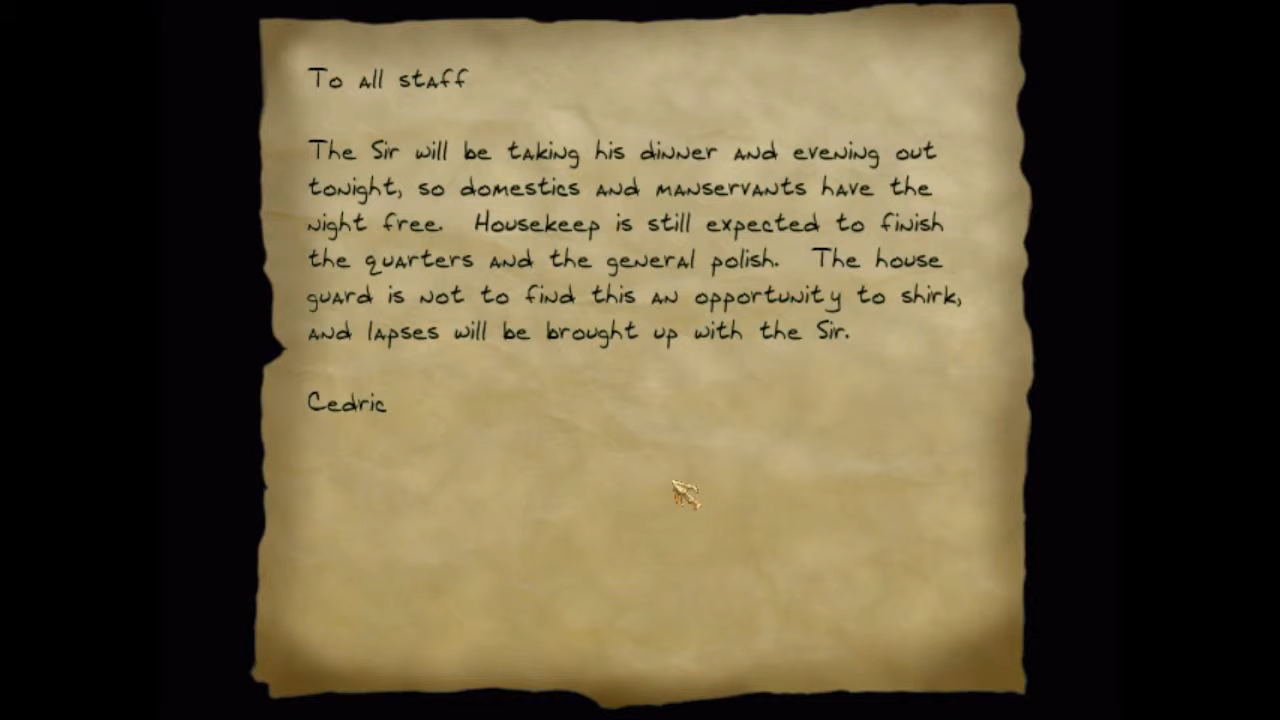 To all staff
The Sir will be taking his dinner and evening out
tonight, so domestics and manservants have the
night free. Housekeep is still expected to finish
the quarters and the general polish. The house
guard is not to find this an opportunity to shirk,
and lapses will be brought up with the Sir.
Cedric